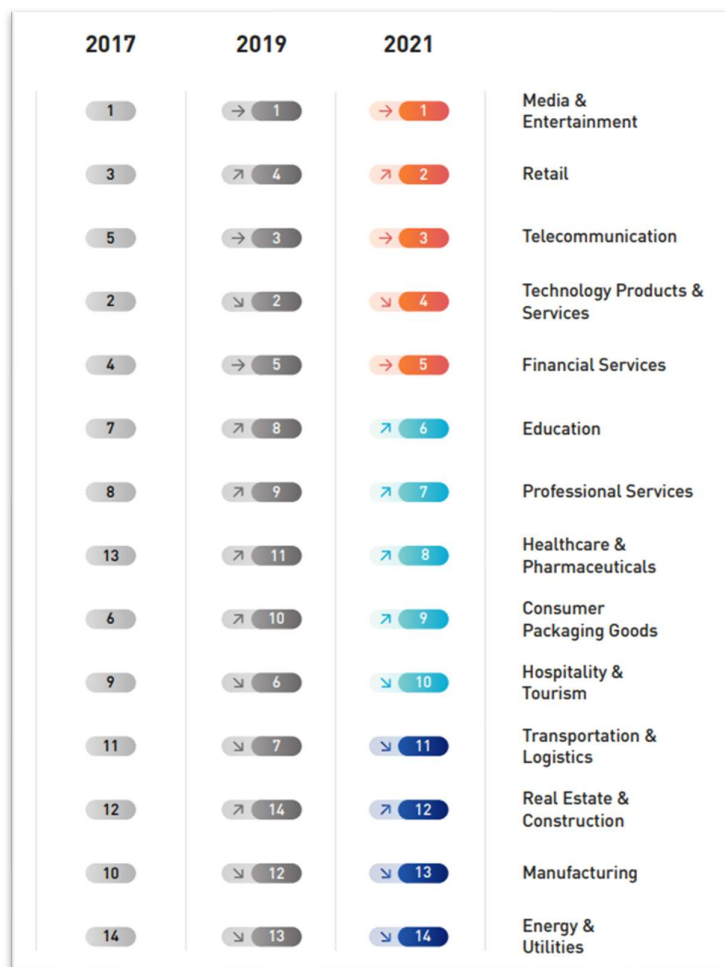 2017 2019 2021
1 → 1 → 1 Media &
Entertainment
3 ↗ 4 ↗ 2 Retail
5 → 3 → 3 Telecommunication
2 ↘ 2 ↘ 4 Technology Products &
Services
4 → 5 → 5 Financial Services
7 ↗ 8 ↗ 6 Education
8 ↗ 9 ↗ 7 Professional Services
13 ↗ 11 ↗ 8 Healthcare &
Pharmaceuticals
6 ↗ 10 ↗ 9 Consumer
Packaging Goods
9 ↘ 6 ↘ 10 Hospitality &
Tourism
11 ↘ 7 ↘ 11 Transportation &
Logistics
12 ↗ 14 ↗ 12 Real Estate &
Construction
10 ↘ 12 ↘ 13 Manufacturing
14 ↘ 13 ↘ 14 Energy &
Utilities